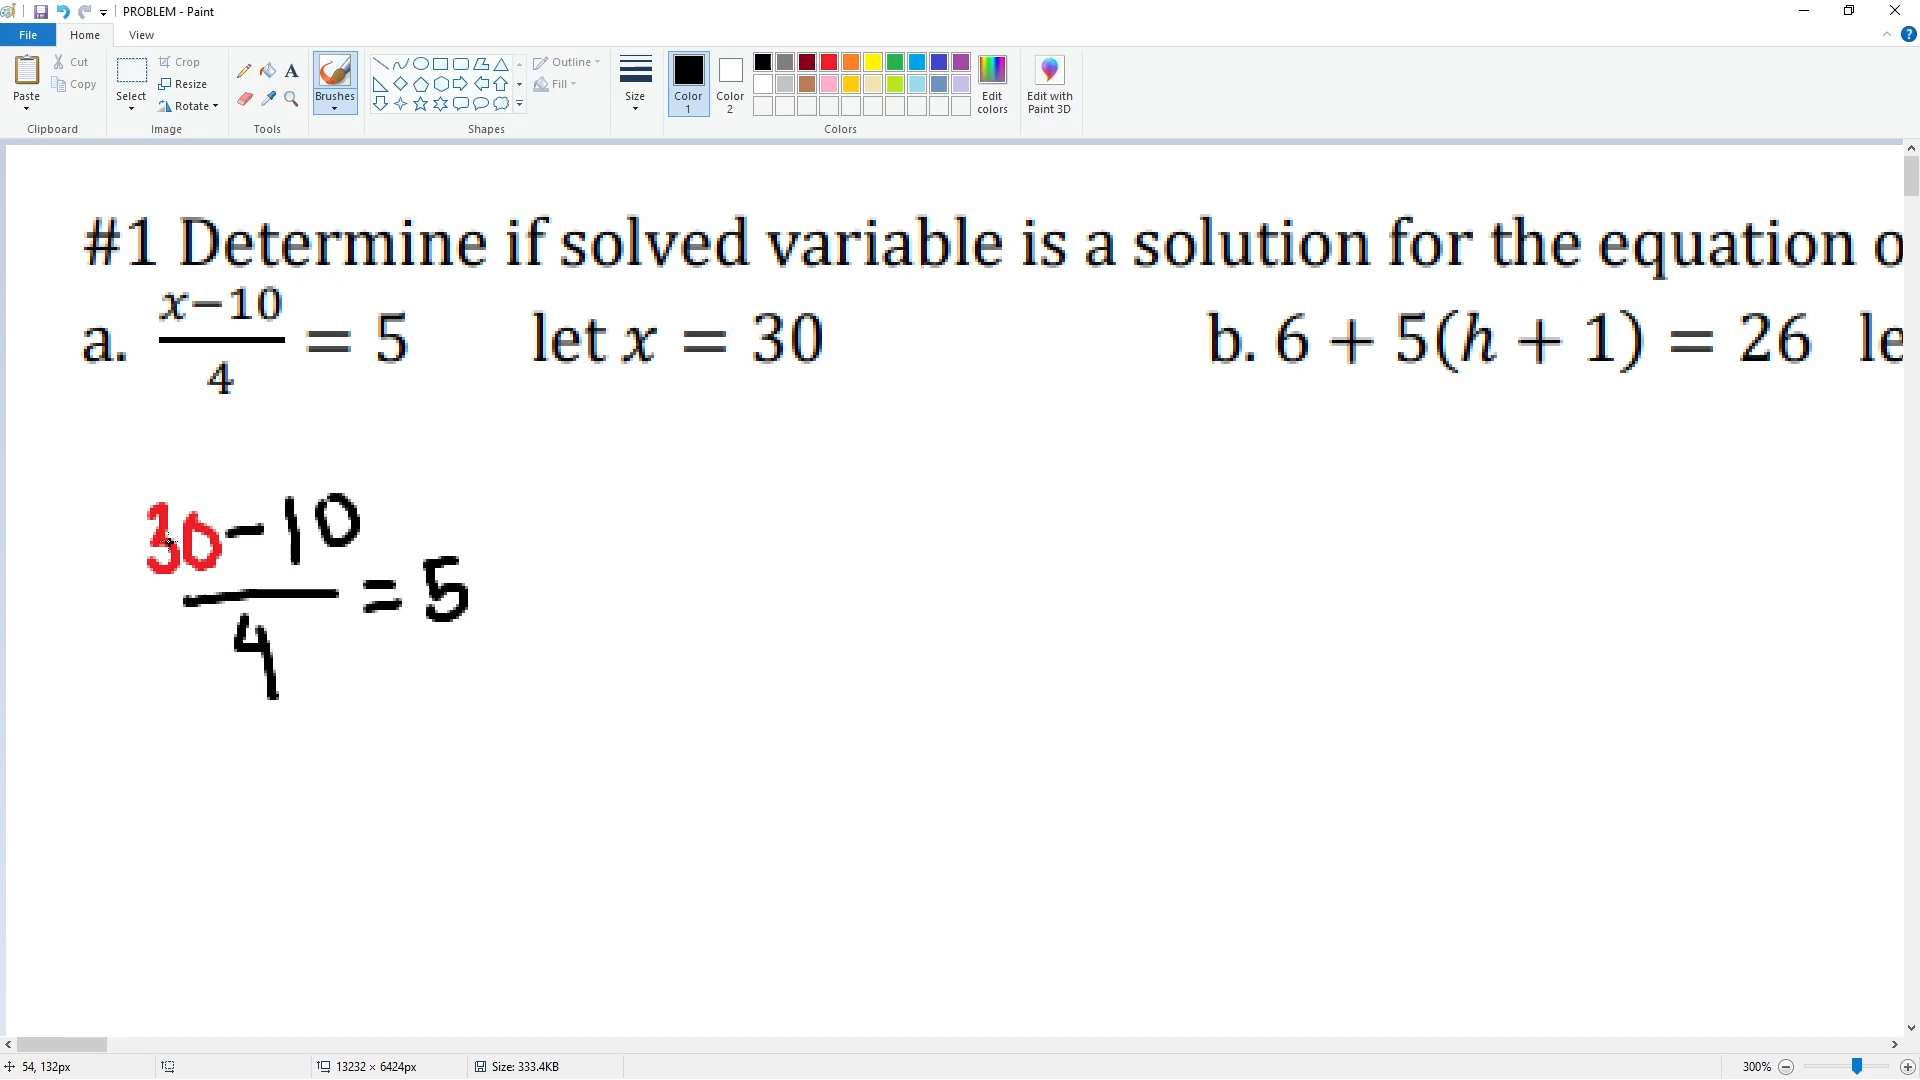 PROBLEM - Paint
File Home View
Paste
Cut
Copy
Clipboard
Select
Crop
Resize
Rotate
Image
Tools
Brushes
Shapes
Outline
Fill
Size
Color 1
Color 2
Colors
Edit colors
Edit with Paint 3D
#1 Determine if solved variable is a solution for the equation o
a. x−10/4 = 5 let x = 30 b. 6 + 5(h + 1) = 26 le
30-10
4
= 5
54, 132px
13232 × 6424px
Size: 333.4KB
300%